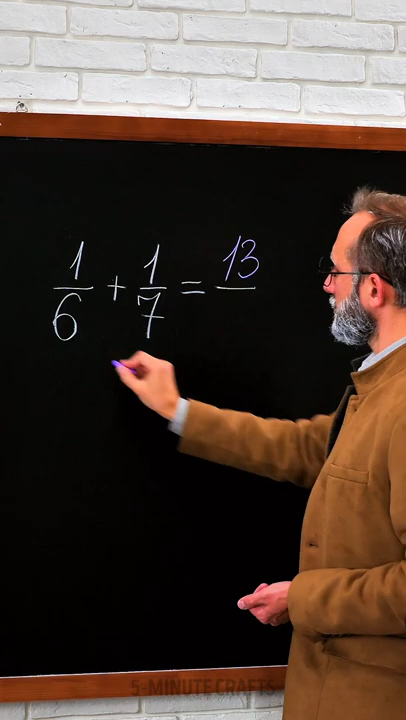 1/6 + 1/7 = 13/
5-MINUTE CRAFTS